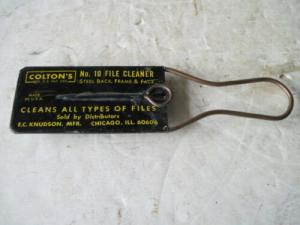 COLTON'S
No. 10 FILE CLEANER
STEEL BACK, FRAME & FACE
MADE
U.S.A.
CLEANS ALL TYPES OF FILES
Sold by Distributors
E.C. KNUDSON, MFR. CHICAGO, ILL. 60606